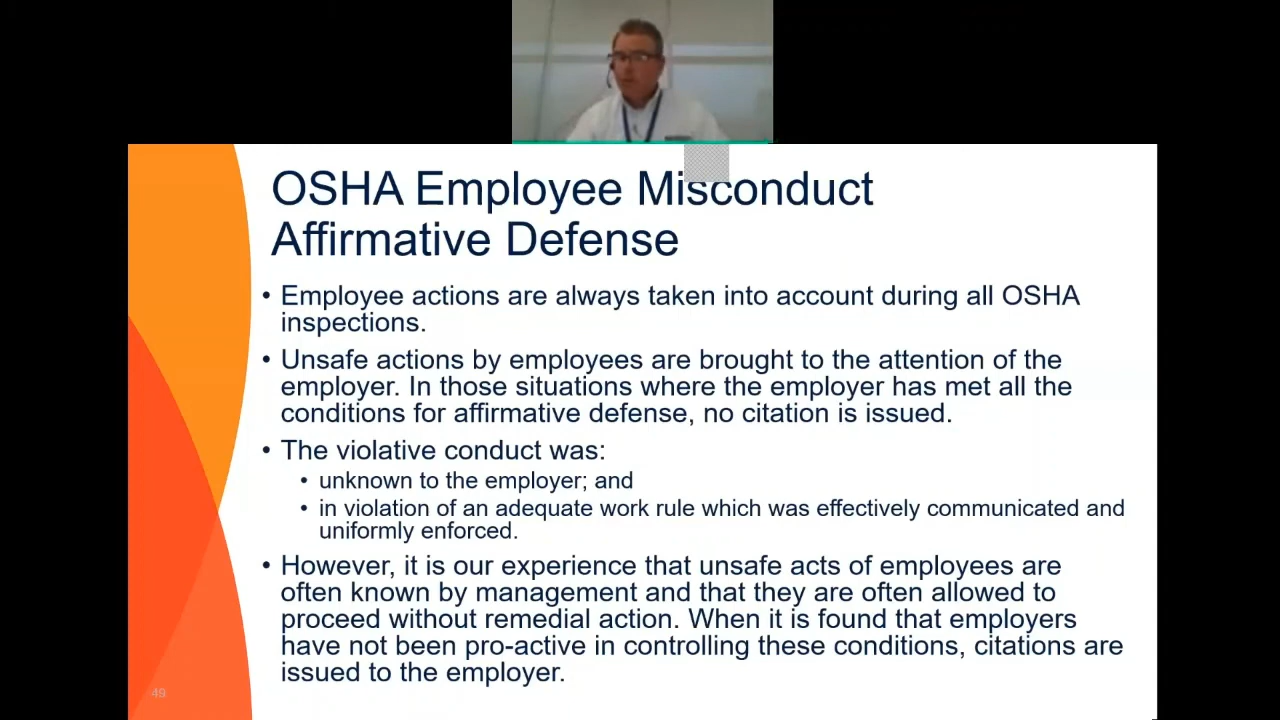 OSHA Employee Misconduct
Affirmative Defense
• Employee actions are always taken into account during all OSHA
inspections.
• Unsafe actions by employees are brought to the attention of the
employer. In those situations where the employer has met all the
conditions for affirmative defense, no citation is issued.
• The violative conduct was:
• unknown to the employer; and
• in violation of an adequate work rule which was effectively communicated and
uniformly enforced.
• However, it is our experience that unsafe acts of employees are
often known by management and that they are often allowed to
proceed without remedial action. When it is found that employers
have not been pro-active in controlling these conditions, citations are
issued to the employer.
49